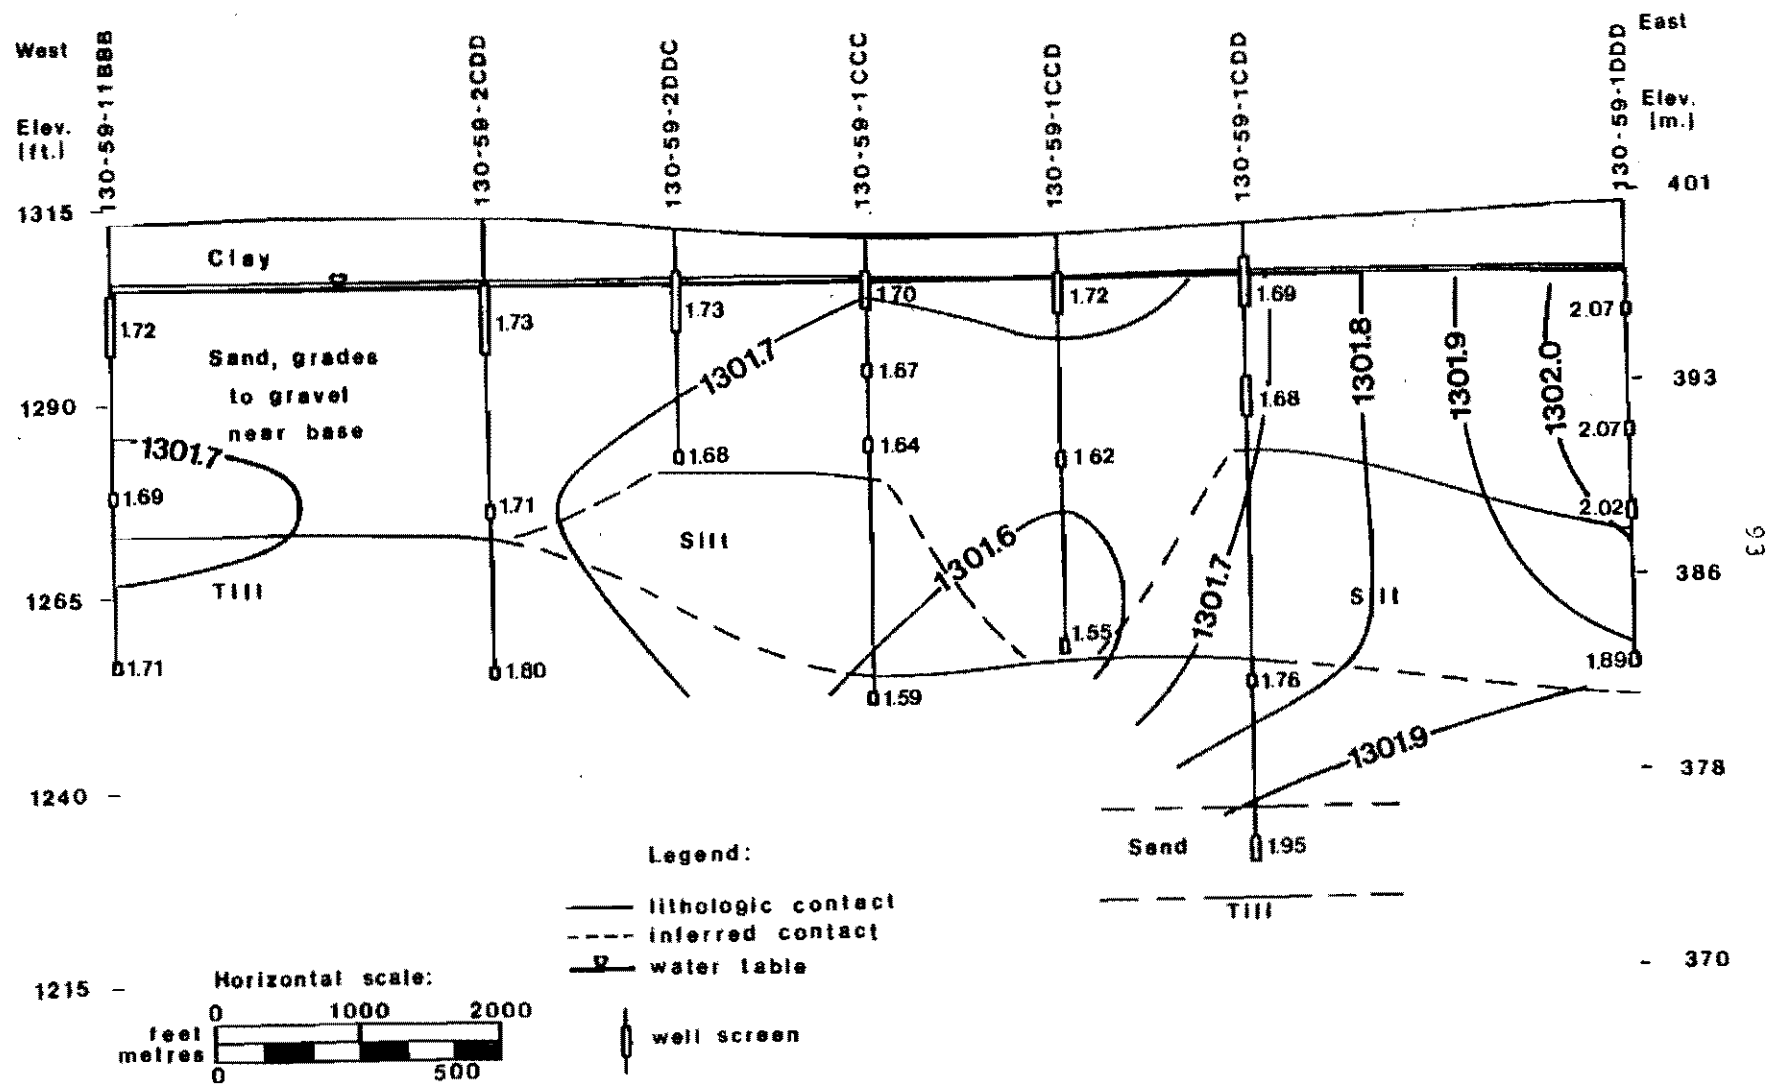 West
East
130-59-11BBB
130-59-2CDD
130-59-2DDC
130-59-1CCC
130-59-1CCD
130-59-1CDD
130-59-1DDD
Elev.
[ft.]
Elev.
[m.]
401
1315
Clay
1.72
1.73
1.73
1.70
1.72
1.69
2.07
Sand, grades
to gravel
near base
1301.7
1.67
1.68
1301.8
1301.9
1302.0
393
1290
1301.7
1.68
1.64
1.62
2.07
1.69
1.71
2.02
Silt
1301.6
93
1265
Till
1301.7
Silt
386
1.71
1.80
1.59
1.55
1.76
1.89
1301.9
378
1240
Sand
1.95
Till
Legend:
lithologic contact
inferred contact
water table
well screen
370
1215
Horizontal scale:
0 1000 2000
feet
metres
0 500